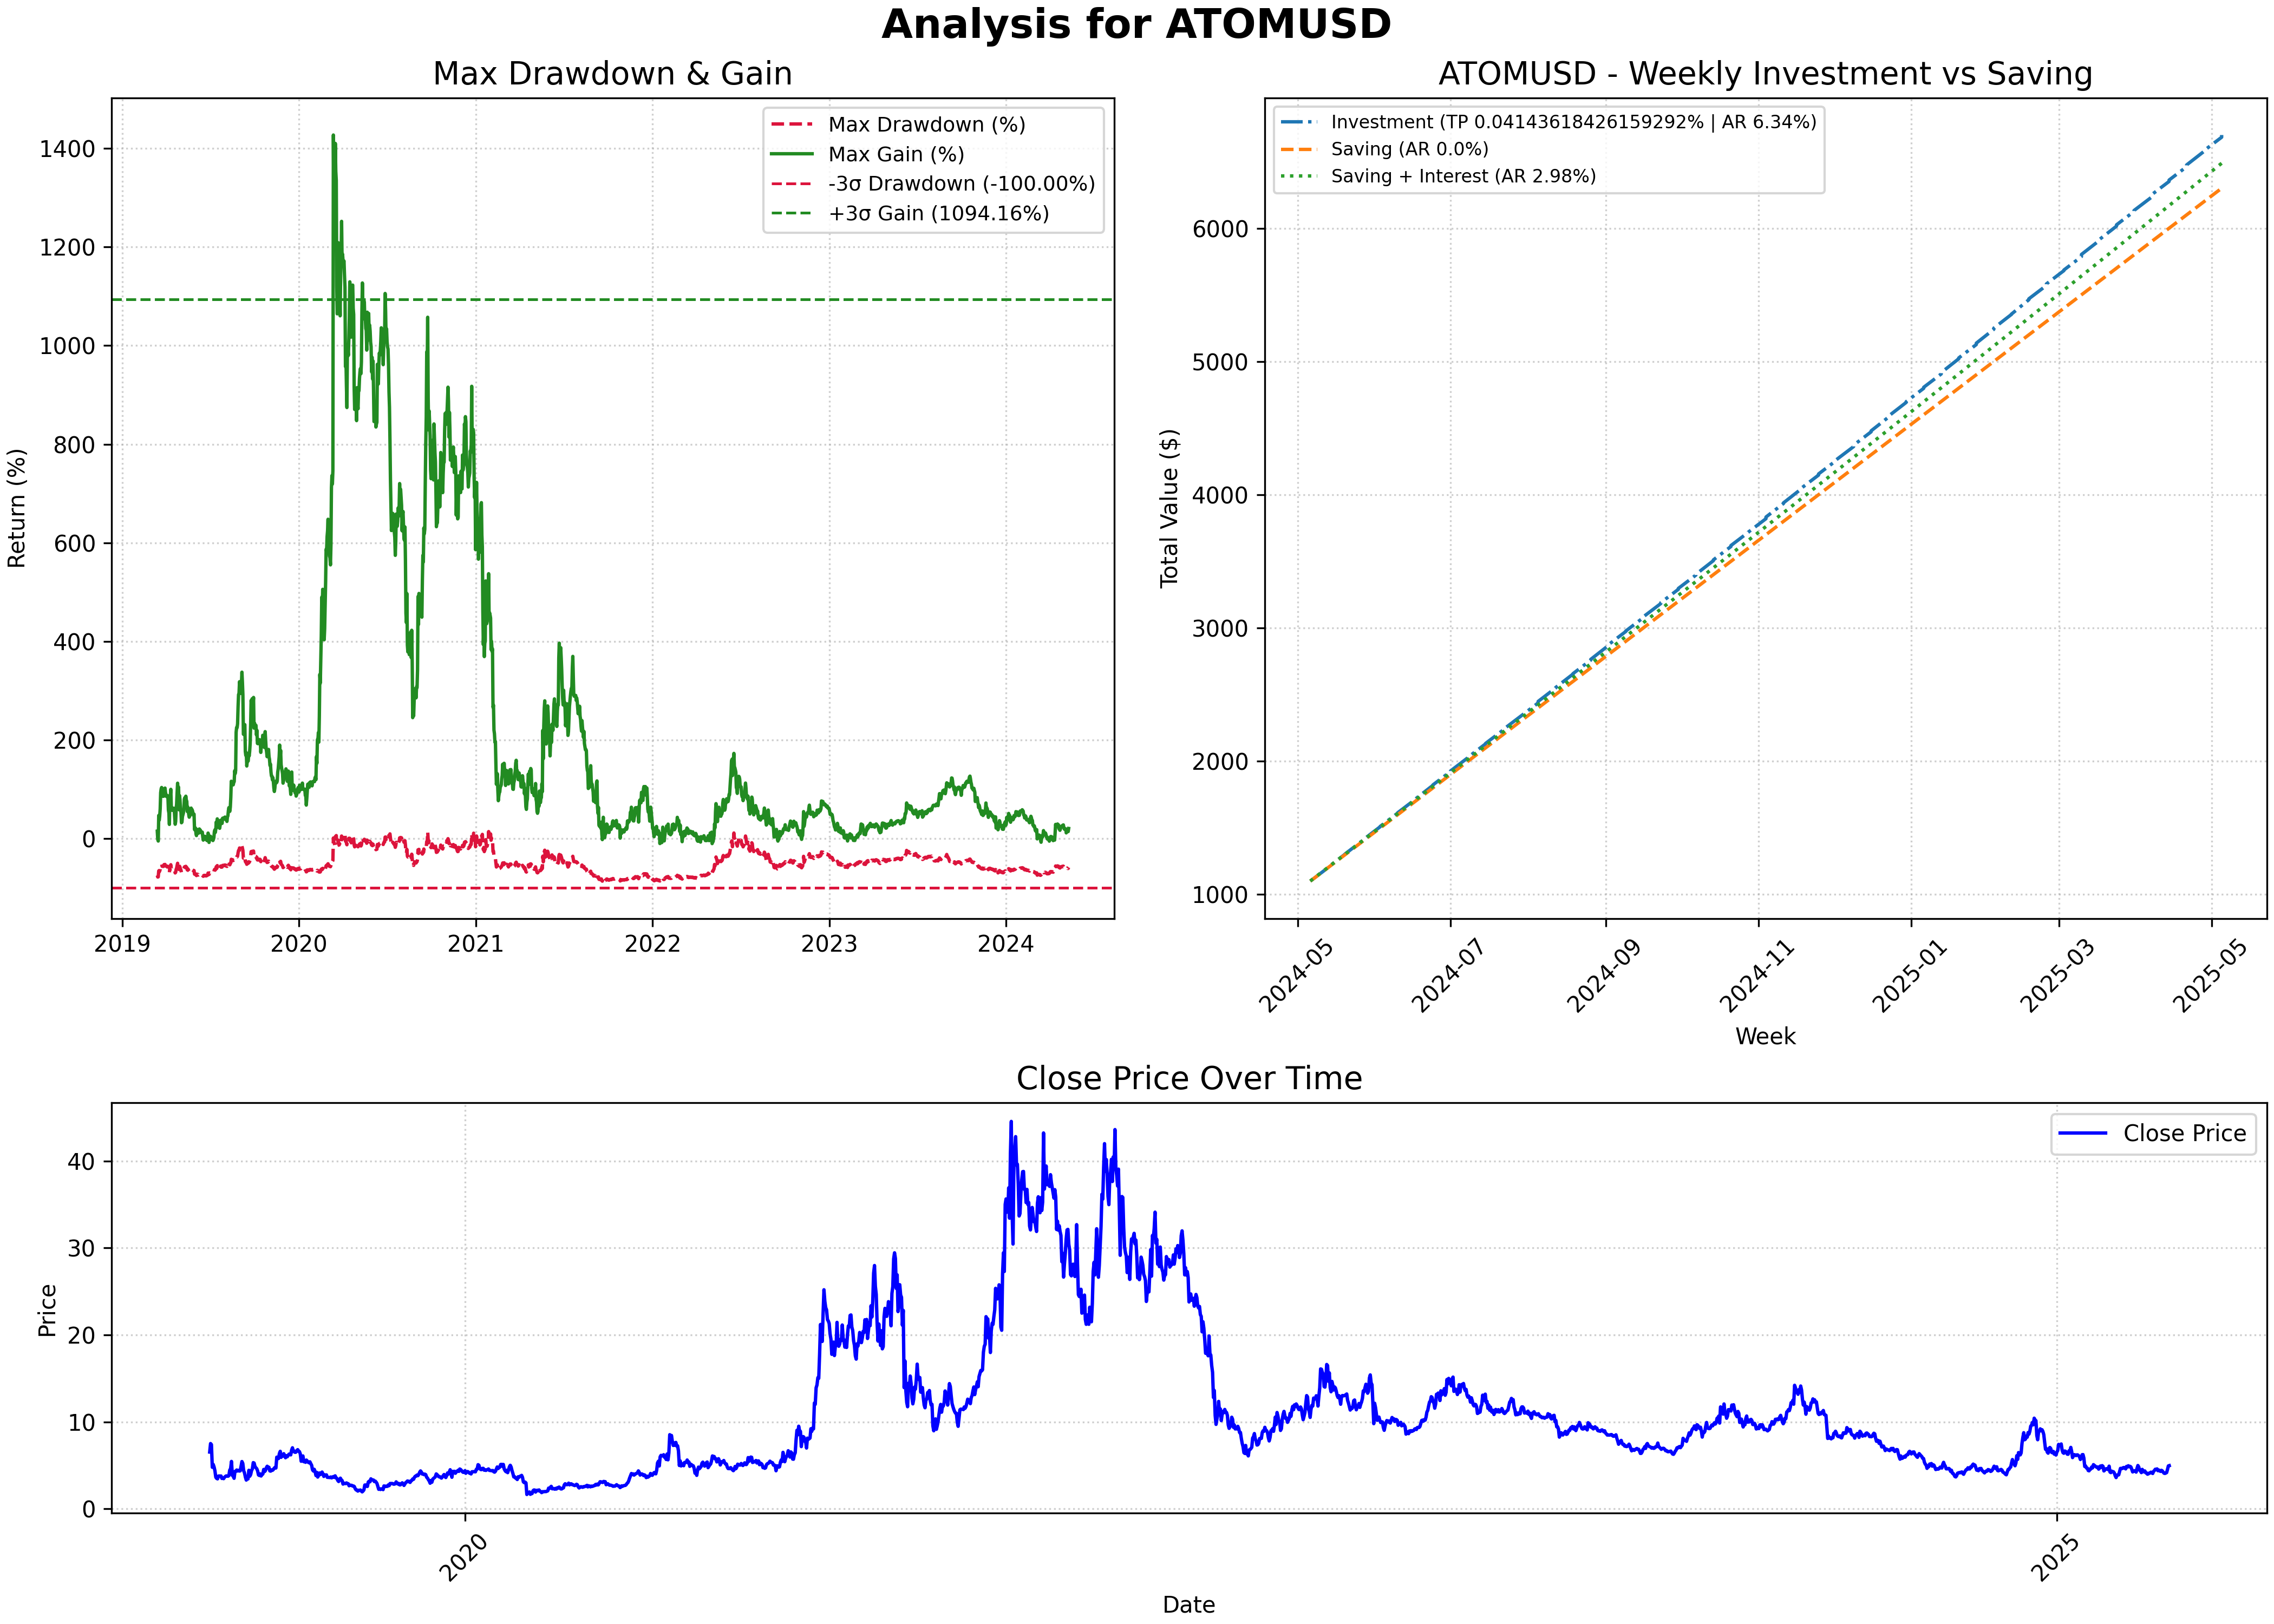 Analysis for ATOMUSD
Max Drawdown & Gain
Return (%)
1400
1200
1000
800
600
400
200
0
2019 2020 2021 2022 2023 2024
Max Drawdown (%)
Max Gain (%)
-3σ Drawdown (-100.00%)
+3σ Gain (1094.16%)
ATOMUSD - Weekly Investment vs Saving
Total Value ($)
6000
5000
4000
3000
2000
1000
Investment (TP 0.04143618426159292% | AR 6.34%)
Saving (AR 0.0%)
Saving + Interest (AR 2.98%)
2024-05 2024-07 2024-09 2024-11 2025-01 2025-03 2025-05
Week
Close Price Over Time
Price
40
30
20
10
0
Close Price
2020 2025
Date